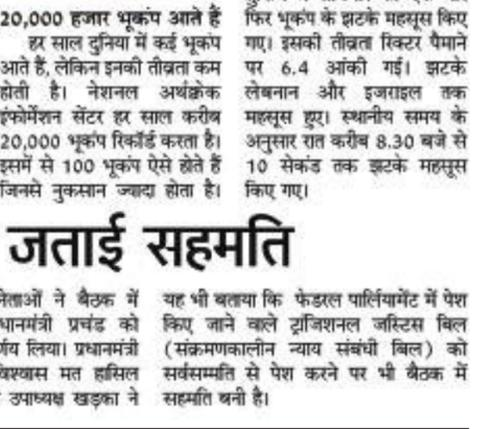 20,000 हजार भूकंप आते हैं
हर साल दुनिया में कई भूकंप
आते हैं, लेकिन इनकी तीव्रता कम
होती है। नेशनल अर्थक्वेक
इंफोर्मेशन सेंटर हर साल करीब
20,000 भूकंप रिकॉर्ड करता है।
इसमें से 100 भूकंप ऐसे होते हैं
जिनसे नुकसान ज्यादा होता है।
फिर भूकंप के झटके महसूस किए
गए। इसकी तीव्रता रिक्टर पैमाने
पर 6.4 आंकी गई। झटके
लेबनान और इजराइल तक
महसूस हुए। स्थानीय समय के
अनुसार रात करीब 8.30 बजे से
10 सेकंड तक झटके महसूस
किए गए।
जताई सहमति
नेताओं ने बैठक में
धानमंत्री प्रचंड को
र्णय लिया। प्रधानमंत्री
वेश्वास मत हासिल
उपाध्यक्ष खड़का ने
यह भी बताया कि फेडरल पार्लियामेंट में पेश
किए जाने वाले ट्रांजिशनल जस्टिस बिल
(संक्रमणकालीन न्याय संबंधी बिल) को
सर्वसम्मति से पेश करने पर भी बैठक में
सहमति बनी है।